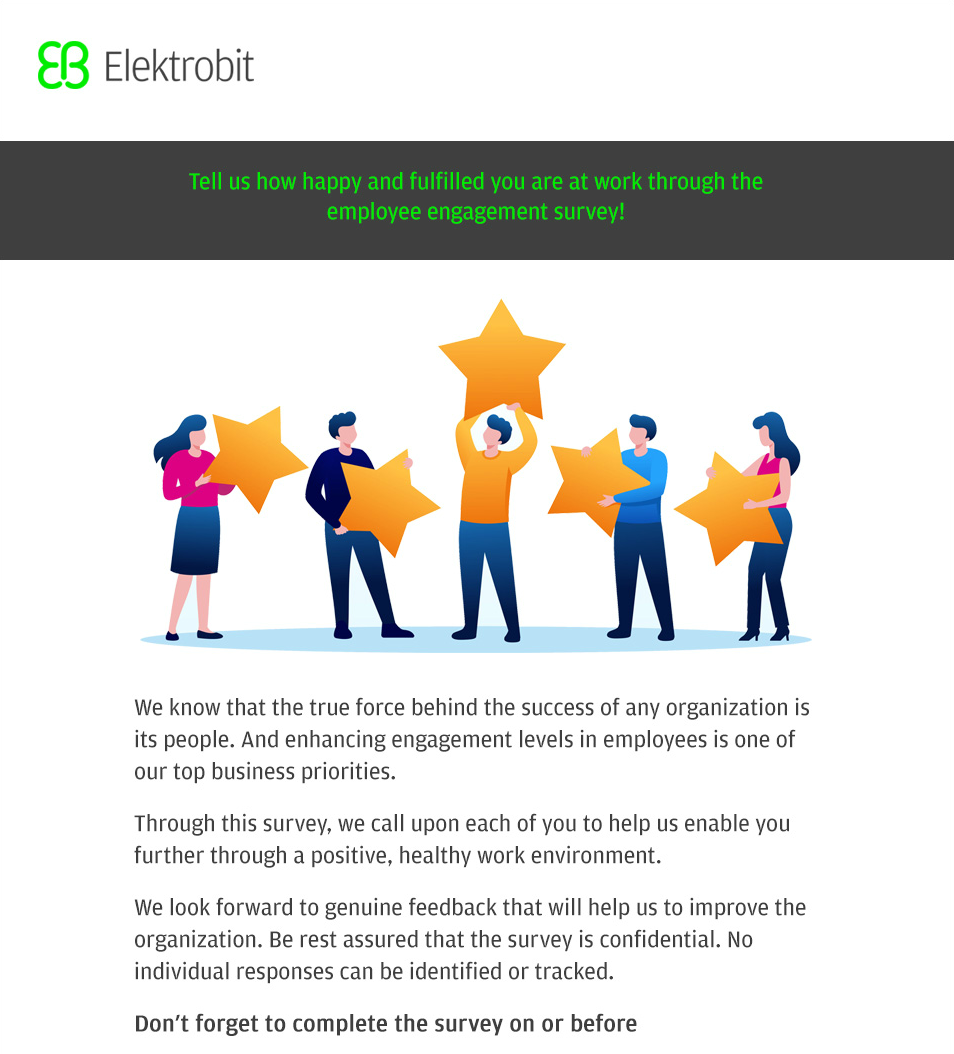 EB Elektrobit
Tell us how happy and fulfilled you are at work through the
employee engagement survey!
We know that the true force behind the success of any organization is
its people. And enhancing engagement levels in employees is one of
our top business priorities.
Through this survey, we call upon each of you to help us enable you
further through a positive, healthy work environment.
We look forward to genuine feedback that will help us to improve the
organization. Be rest assured that the survey is confidential. No
individual responses can be identified or tracked.
Don’t forget to complete the survey on or before